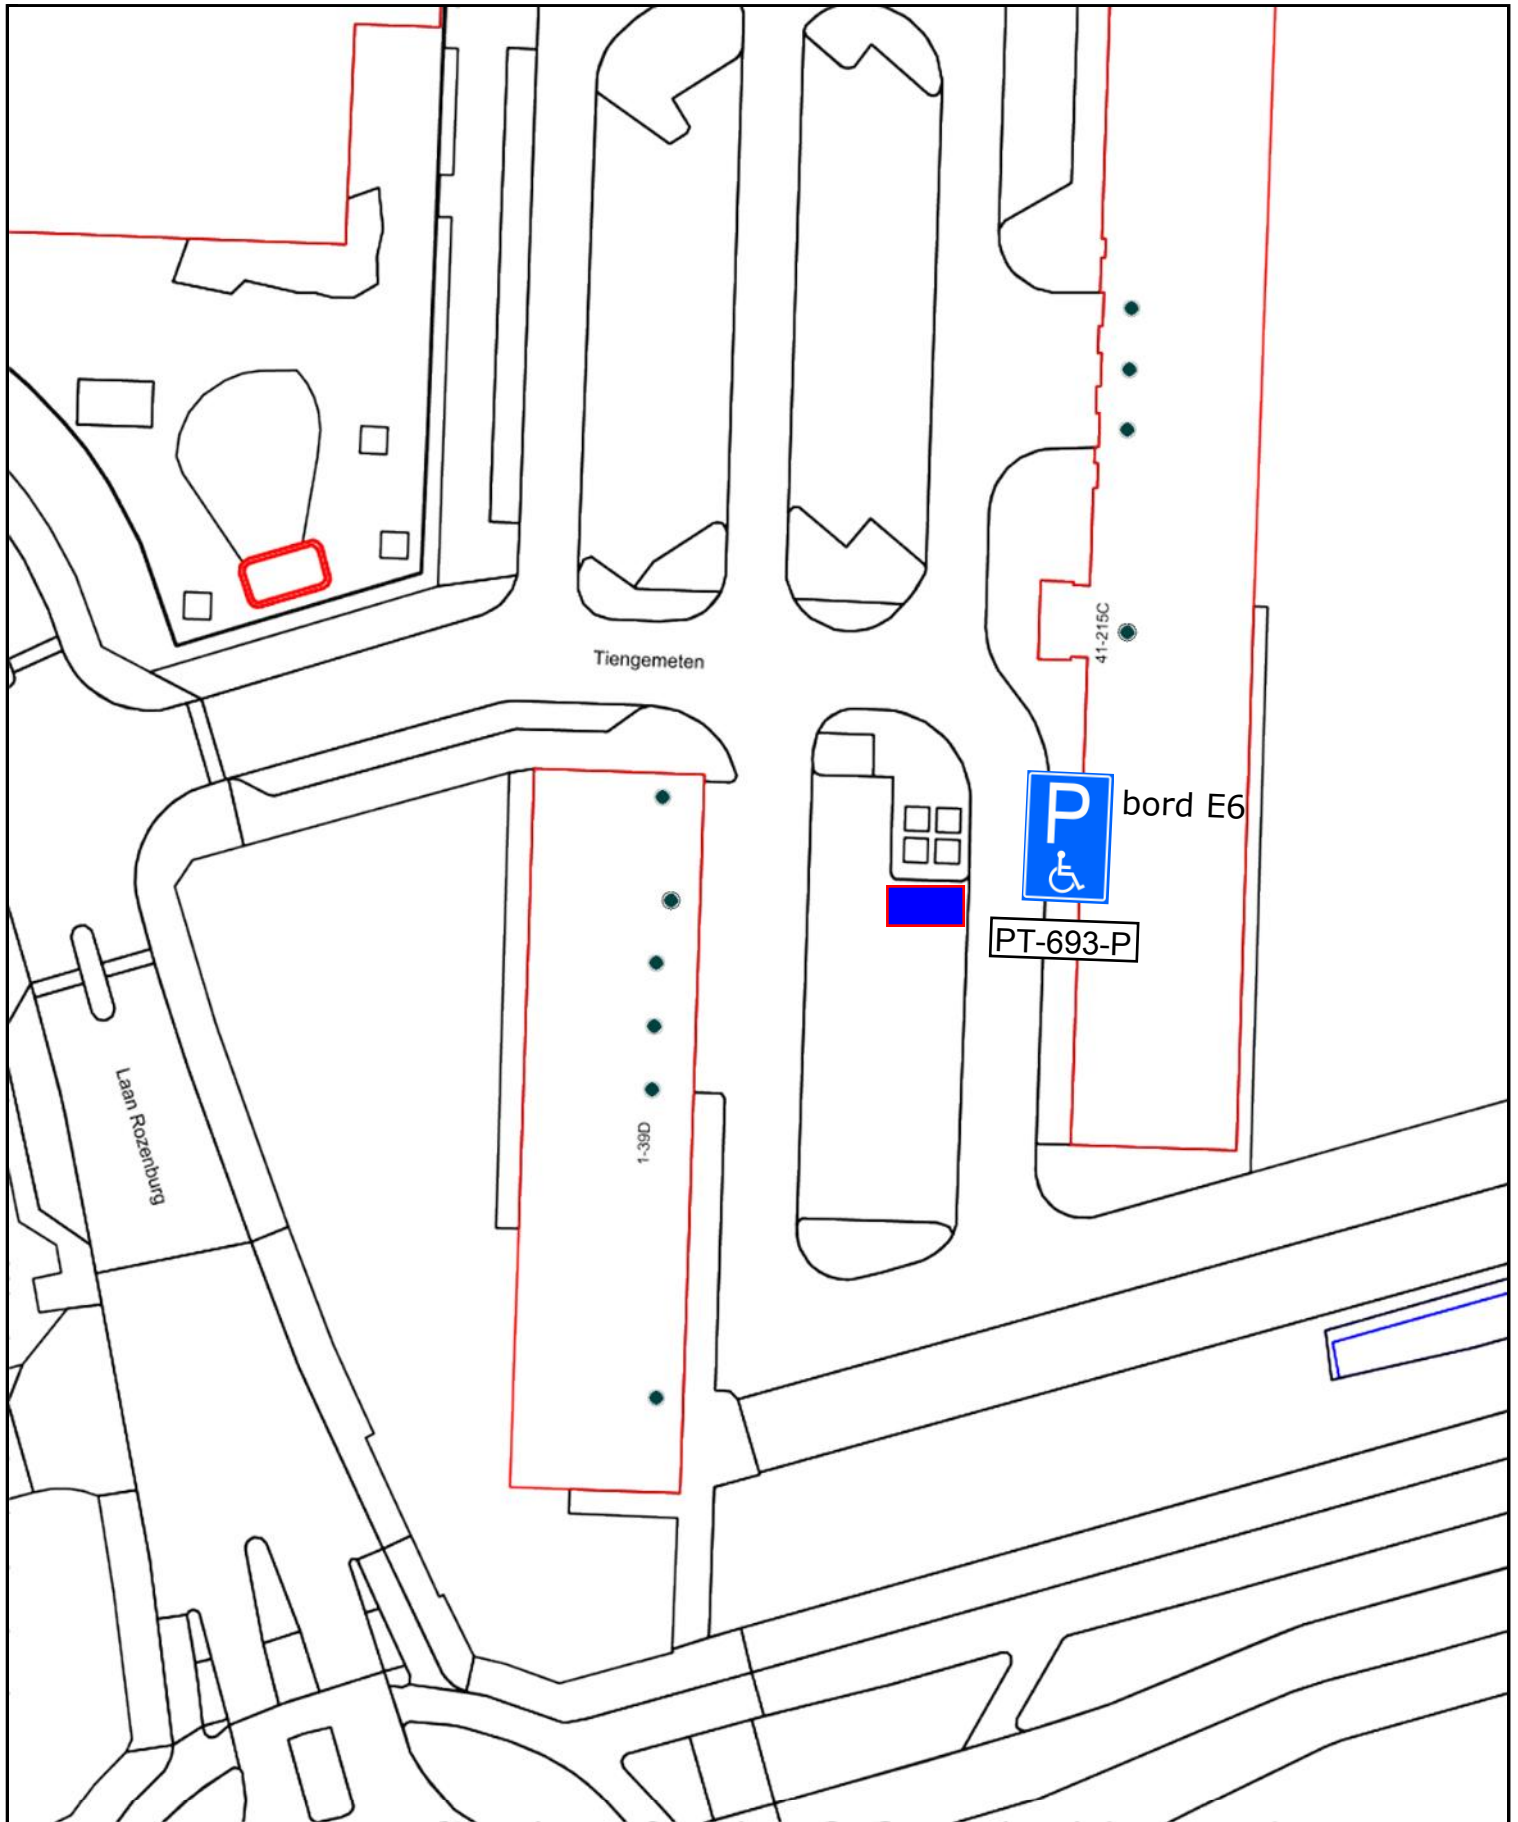 41-215C
Tiengemeten
P
bord E6
PT-693-P
Laan Rozenburg
1-39D